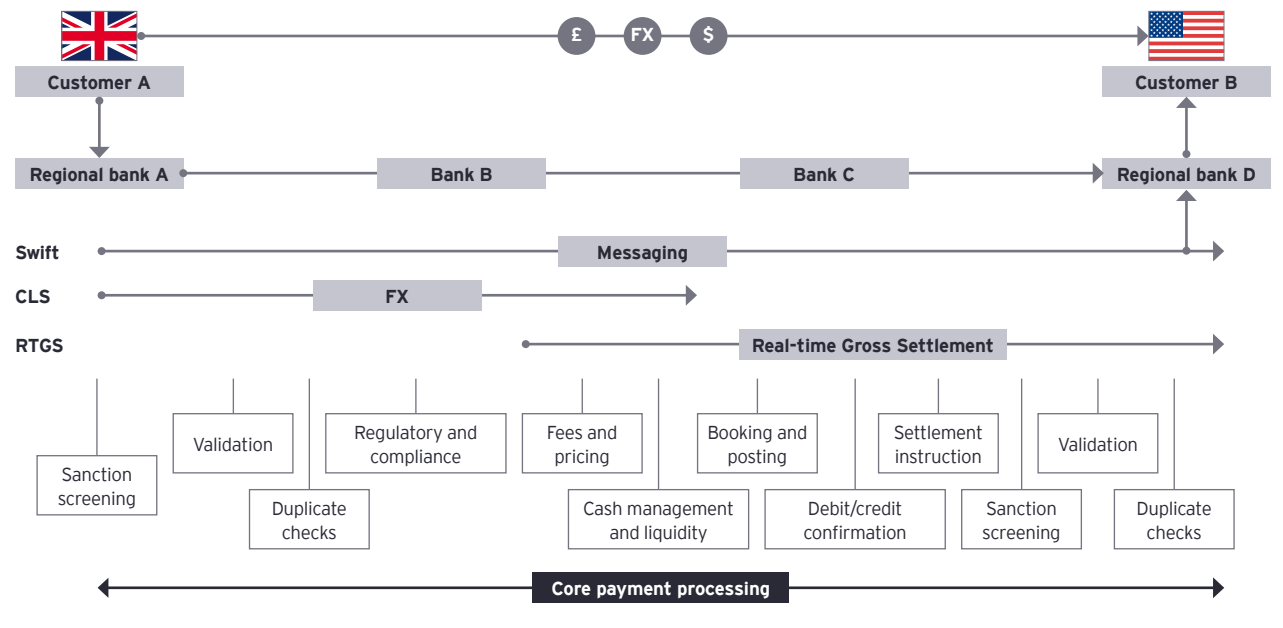 £ FX $
Customer A
Customer B
Regional bank A
Bank B
Bank C
Regional bank D
Swift
Messaging
CLS
FX
RTGS
Real-time Gross Settlement
Sanction
screening
Validation
Duplicate
checks
Regulatory and
compliance
Fees and
pricing
Cash management
and liquidity
Booking and
posting
Debit/credit
confirmation
Settlement
instruction
Sanction
screening
Validation
Duplicate
checks
Core payment processing